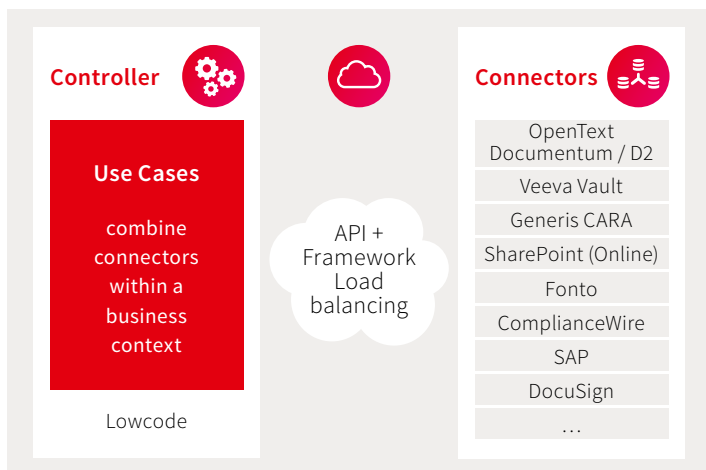 Controller
Use Cases
combine
connectors
within a
business
context
Lowcode
API +
Framework
Load
balancing
Connectors
OpenText
Documentum / D2
Veeva Vault
Generis CARA
SharePoint (Online)
Fonto
ComplianceWire
SAP
DocuSign
...